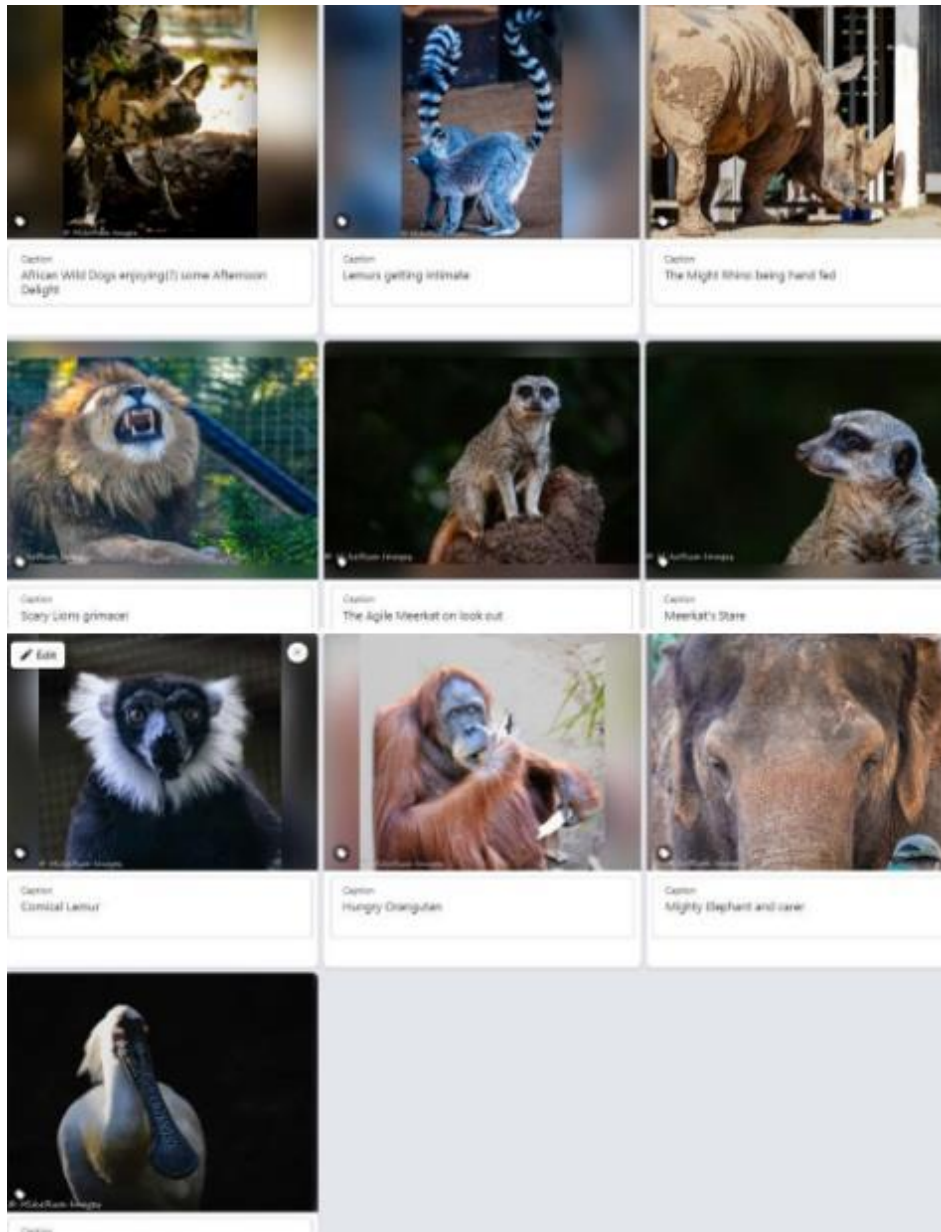 Caption
African Wild Dogs enjoying(?) some Afternoon
Delight
Caption
Lemurs getting intimate
Caption
The Might Rhino being hand fed
Caption
Scary Lions grimace!
Caption
The Agile Meerkat on look out
Caption
Meerkat's Stare
Edit
Caption
Comical Lemur
Caption
Hungry Orangutan
Caption
Mighty Elephant and carer
Caption